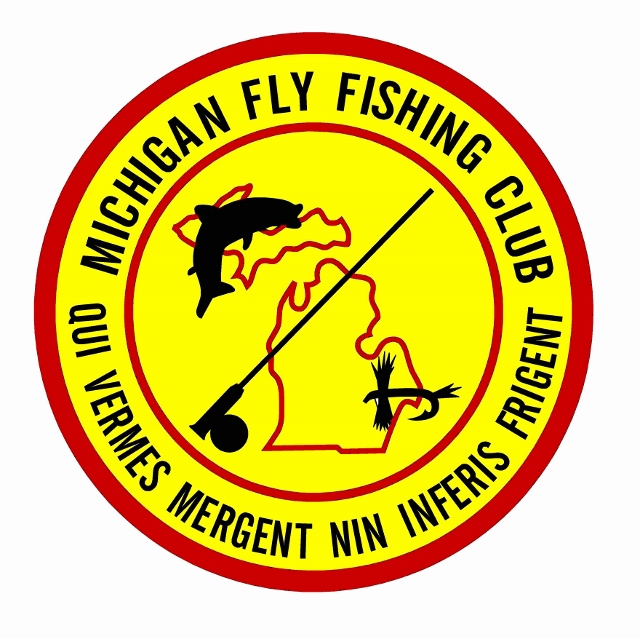 MICHIGAN FLY FISHING CLUB
QUI VERMES MERGENT NIN INFERIS FRIGENT